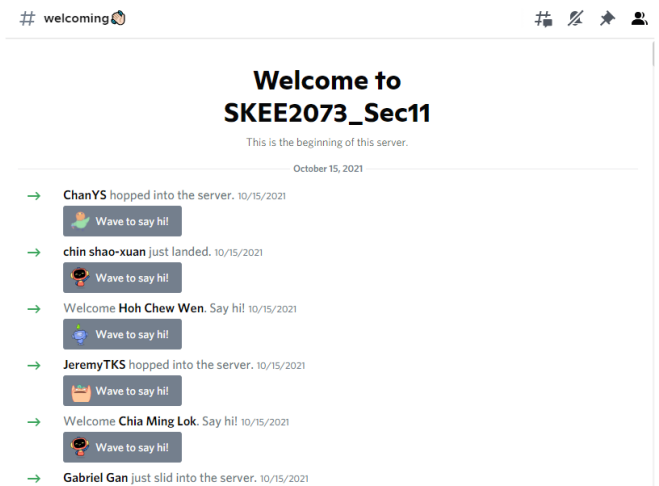 # welcoming👋🏻
Welcome to
SKEE2073_Sec11
This is the beginning of this server.
October 15, 2021
ChanYS hopped into the server. 10/15/2021
Wave to say hi!
chin shao-xuan just landed. 10/15/2021
Wave to say hi!
Welcome Hoh Chew Wen. Say hi! 10/15/2021
Wave to say hi!
JeremyTKS hopped into the server. 10/15/2021
Wave to say hi!
Welcome Chia Ming Lok. Say hi! 10/15/2021
Wave to say hi!
Gabriel Gan just slid into the server. 10/15/2021